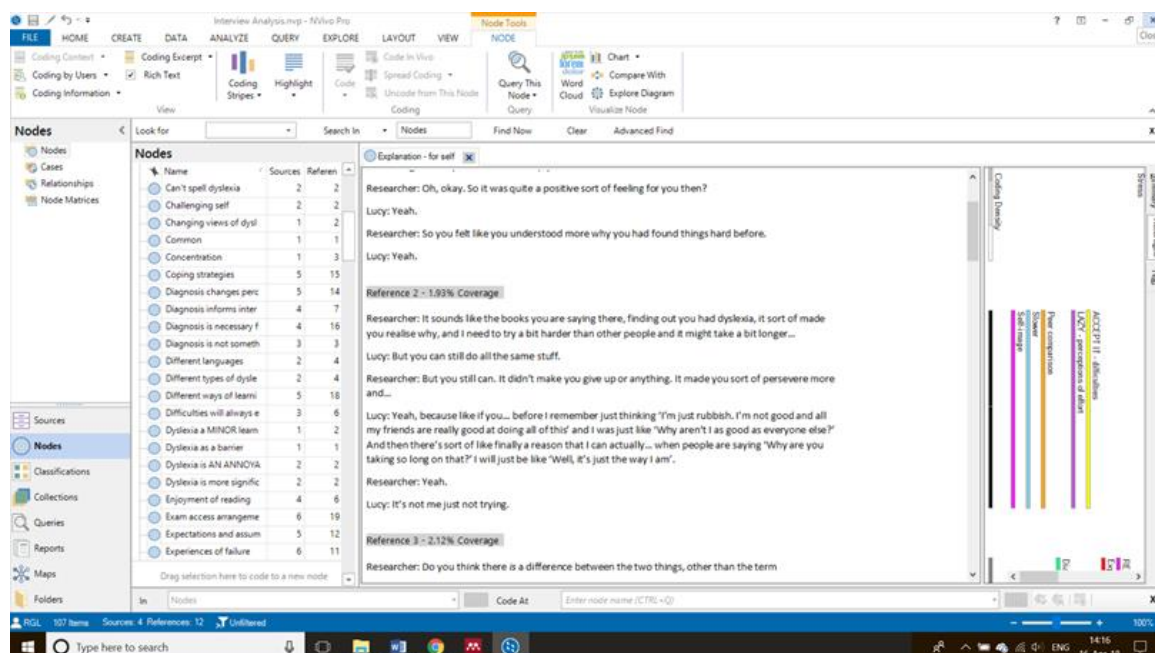 Interview Analysis.nvp - NVivo Pro
Node Tools
FILE HOME CREATE DATA ANALYZE QUERY EXPLORE LAYOUT VIEW NODE
Coding Context
Coding by Users
Coding Information
Coding Excerpt
Rich Text
Coding Stripes
Highlight
View
Code
Code In Vivo
Spread Coding
Uncode from This Node
Coding
Query This Node
Query
Word Cloud
Chart
Compare With
Explore Diagram
Visualize Node
Nodes
Look for
Search In
Nodes
Find Now
Clear
Advanced Find
Nodes
Cases
Relationships
Node Matrices
Sources
Nodes
Classifications
Collections
Queries
Reports
Maps
Folders
Nodes
Name Sources Referen
Can't spell dyslexia 2 2
Challenging self 2 2
Changing views of dysl 1 2
Common 1 1
Concentration 1 3
Coping strategies 5 15
Diagnosis changes perc 5 14
Diagnosis informs inter 4 7
Diagnosis is necessary f 4 16
Diagnosis is not someth 3 3
Different languages 2 4
Different types of dysle 2 4
Different ways of learni 5 18
Difficulties will always e 3 6
Dyslexia a MINOR learn 1 2
Dyslexia as a barrier 1 1
Dyslexia is AN ANNOYA 2 2
Dyslexia is more signific 2 2
Enjoyment of reading 4 6
Exam access arrangeme 6 19
Expectations and assum 5 12
Experiences of failure 6 11
Drag selection here to code to a new node
Explanation - for self
Researcher: Oh, okay. So it was quite a positive sort of feeling for you then?
Lucy: Yeah.
Researcher: So you felt like you understood more why you had found things hard before.
Lucy: Yeah.
Reference 2 - 1.93% Coverage
Researcher: It sounds like the books you are saying there, finding out you had dyslexia, it sort of made
you realise why, and I need to try a bit harder than other people and it might take a bit longer...
Lucy: But you can still do all the same stuff.
Researcher: But you still can. It didn't make you give up or anything. It made you sort of persevere more
and...
Lucy: Yeah, because like if you... before I remember just thinking 'I'm just rubbish. I'm not good and all
my friends are really good at doing all of this' and I was just like 'Why aren't I as good as everyone else?'
And then there's sort of like finally a reason that I can actually... when people are saying 'Why are you
taking so long on that?' I will just be like 'Well, it's just the way I am'.
Researcher: Yeah.
Lucy: It's not me just not trying.
Reference 3 - 2.12% Coverage
Researcher: Do you think there is a difference between the two things, other than the term
Coding Density
Self-image
Slower
Peer comparison
LAZY - perceptions of effort
ACCEPT IT - difficulties
Stress
In Nodes
Code At
Enter node name (CTRL+Q)
RGL 107 Items Sources: 4 References: 12 Unfiltered
100%
Type here to search
ENG
14:16